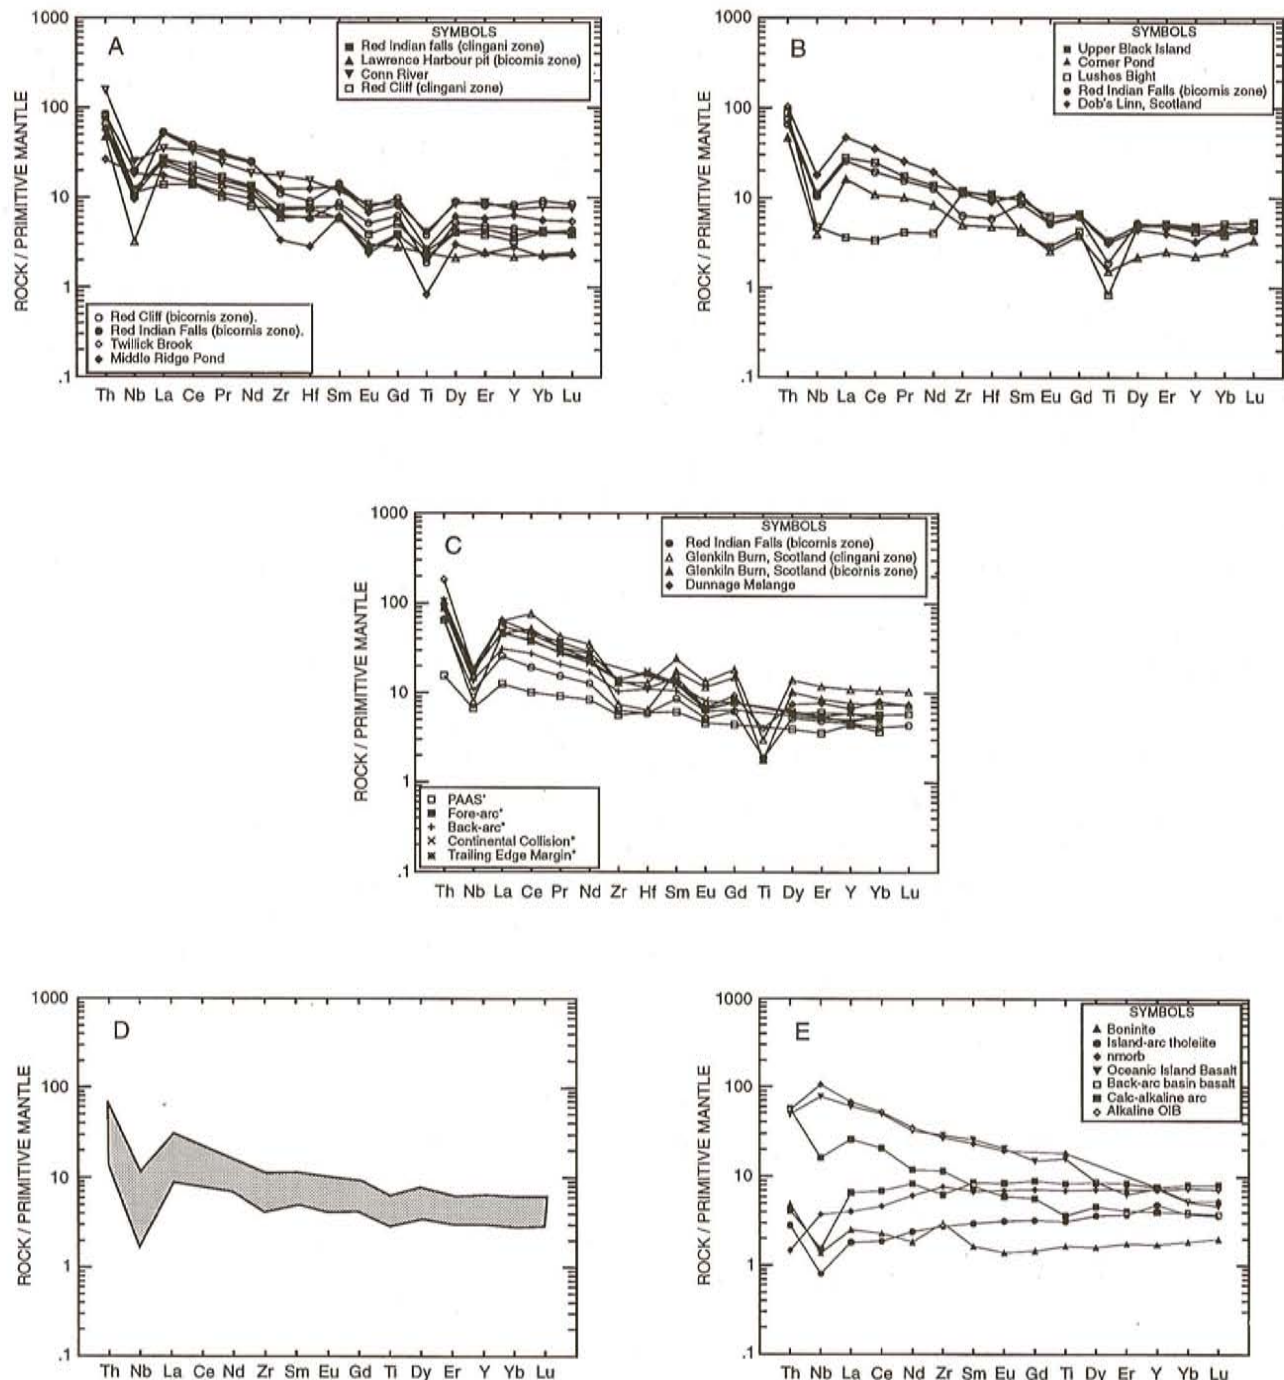 A
ROCK / PRIMITIVE MANTLE
1000
100
10
1
.1
SYMBOLS
Red Indian falls (clingani zone)
Lawrence Harbour pit (bicornis zone)
Conn River
Red Cliff (clingani zone)
Red Cliff (bicornis zone).
Red Indian Falls (bicornis zone).
Twillick Brook
Middle Ridge Pond
Th Nb La Ce Pr Nd Zr Hf Sm Eu Gd Ti Dy Er Y Yb Lu
B
ROCK / PRIMITIVE MANTLE
1000
100
10
1
.1
SYMBOLS
Upper Black Island
Corner Pond
Lushes Bight
Red Indian Falls (bicornis zone)
Dob's Linn, Scotland
Th Nb La Ce Pr Nd Zr Hf Sm Eu Gd Ti Dy Er Y Yb Lu
C
ROCK / PRIMITIVE MANTLE
1000
100
10
1
.1
SYMBOLS
Red Indian Falls (bicornis zone)
Glenkiln Burn, Scotland (clingani zone)
Glenkiln Burn, Scotland (bicornis zone)
Dunnage Melange
PAAS*
Fore-arc*
Back-arc*
Continental Collision*
Trailing Edge Margin*
Th Nb La Ce Pr Nd Zr Hf Sm Eu Gd Ti Dy Er Y Yb Lu
D
ROCK / PRIMITIVE MANTLE
1000
100
10
1
.1
Th Nb La Ce Nd Zr Sm Eu Gd Ti Dy Er Y Yb Lu
E
ROCK / PRIMITIVE MANTLE
1000
100
10
1
.1
SYMBOLS
Boninite
Island-arc tholeiite
nmorb
Oceanic Island Basalt
Back-arc basin basalt
Calc-alkaline arc
Alkaline OIB
Th Nb La Ce Nd Zr Sm Eu Gd Ti Dy Er Y Yb Lu